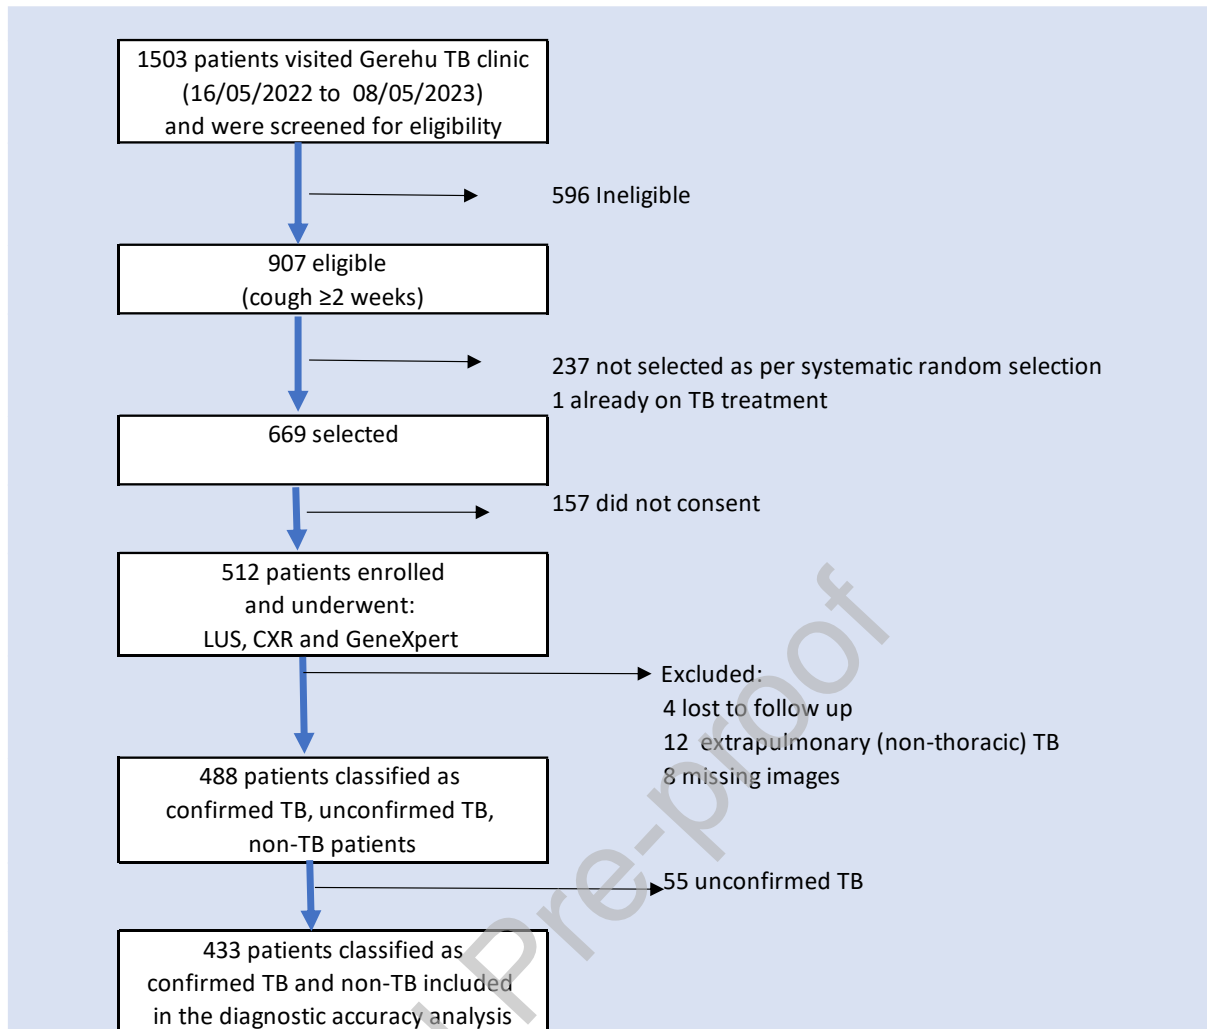 1503 patients visited Gerehu TB clinic
(16/05/2022 to 08/05/2023)
and were screened for eligibility
596 Ineligible
907 eligible
(cough ≥2 weeks)
237 not selected as per systematic random selection
1 already on TB treatment
669 selected
157 did not consent
512 patients enrolled
and underwent:
LUS, CXR and GeneXpert
Excluded:
4 lost to follow up
12 extrapulmonary (non-thoracic) TB
8 missing images
488 patients classified as
confirmed TB, unconfirmed TB,
non-TB patients
55 unconfirmed TB
433 patients classified as
confirmed TB and non-TB included
in the diagnostic accuracy analysis
Pre-proof